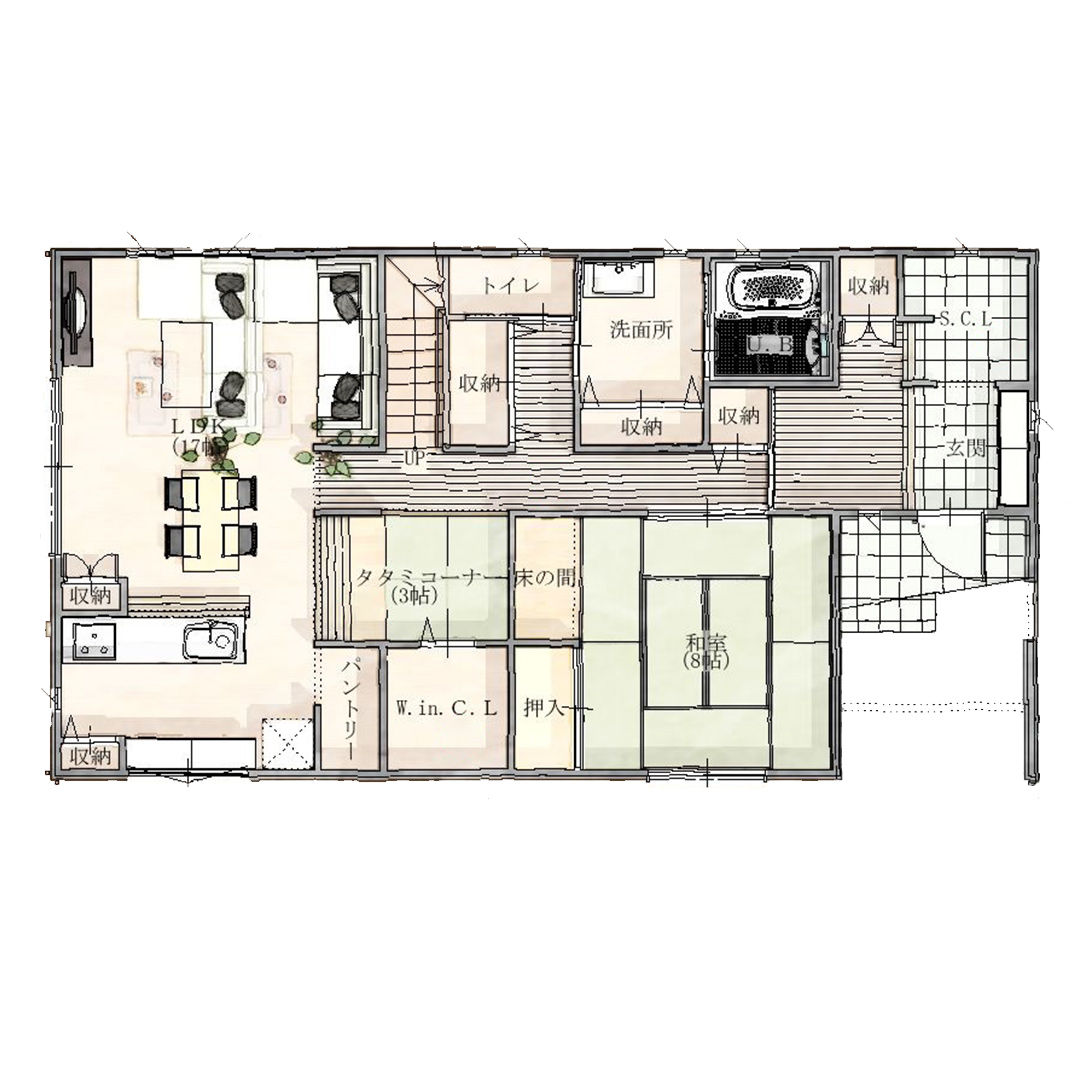 トイレ
収納
S.C.L
洗面所
U.B
収納
収納
収納
LDK
(17帖)
玄関
UP
タタミコーナー
(3帖)
床の間
収納
和室
(8帖)
パントリー
W.in.C.L
押入
収納